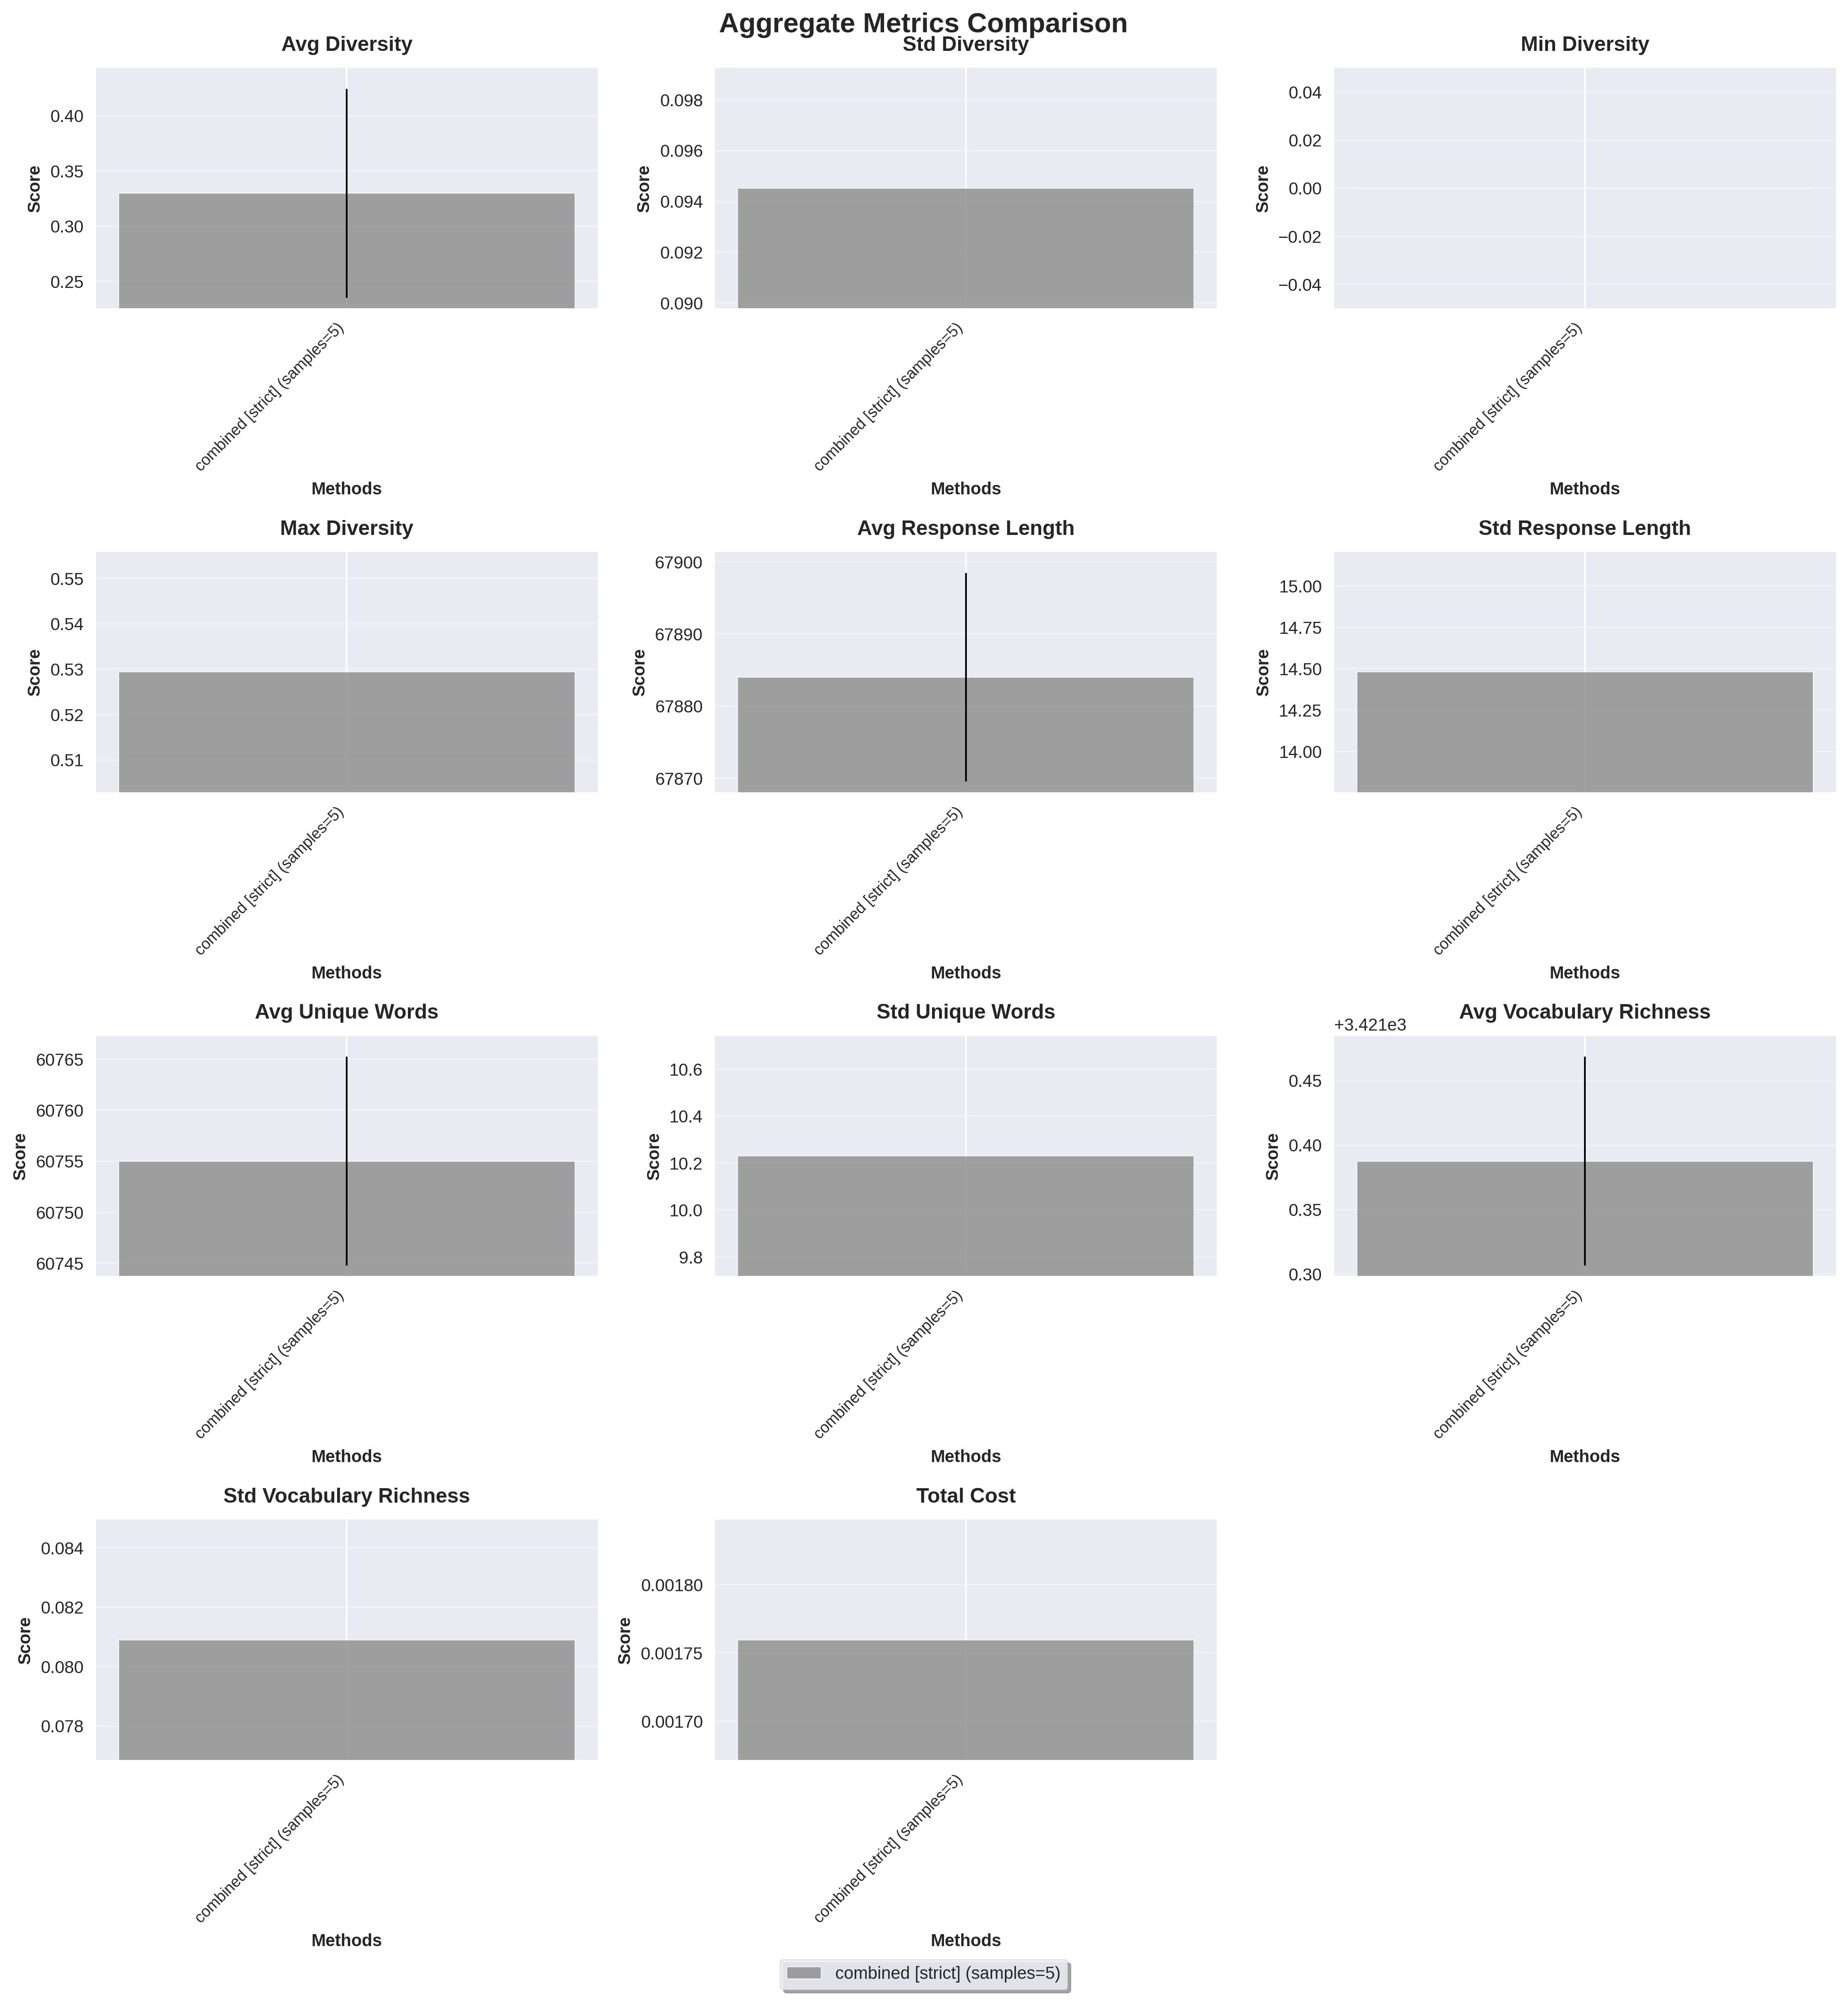 Aggregate Metrics Comparison
Avg Diversity
Score
0.40
0.35
0.30
0.25
combined [strict] (samples=5)
Methods
Std Diversity
Score
0.098
0.096
0.094
0.092
0.090
combined [strict] (samples=5)
Methods
Min Diversity
Score
0.04
0.02
0.00
−0.02
−0.04
combined [strict] (samples=5)
Methods
Max Diversity
Score
0.55
0.54
0.53
0.52
0.51
combined [strict] (samples=5)
Methods
Avg Response Length
Score
67900
67890
67880
67870
combined [strict] (samples=5)
Methods
Std Response Length
Score
15.00
14.75
14.50
14.25
14.00
combined [strict] (samples=5)
Methods
Avg Unique Words
Score
60765
60760
60755
60750
60745
combined [strict] (samples=5)
Methods
Std Unique Words
Score
10.6
10.4
10.2
10.0
9.8
combined [strict] (samples=5)
Methods
Avg Vocabulary Richness
+3.421e3
Score
0.45
0.40
0.35
0.30
combined [strict] (samples=5)
Methods
Std Vocabulary Richness
Score
0.084
0.082
0.080
0.078
combined [strict] (samples=5)
Methods
Total Cost
Score
0.00180
0.00175
0.00170
combined [strict] (samples=5)
Methods
combined [strict] (samples=5)